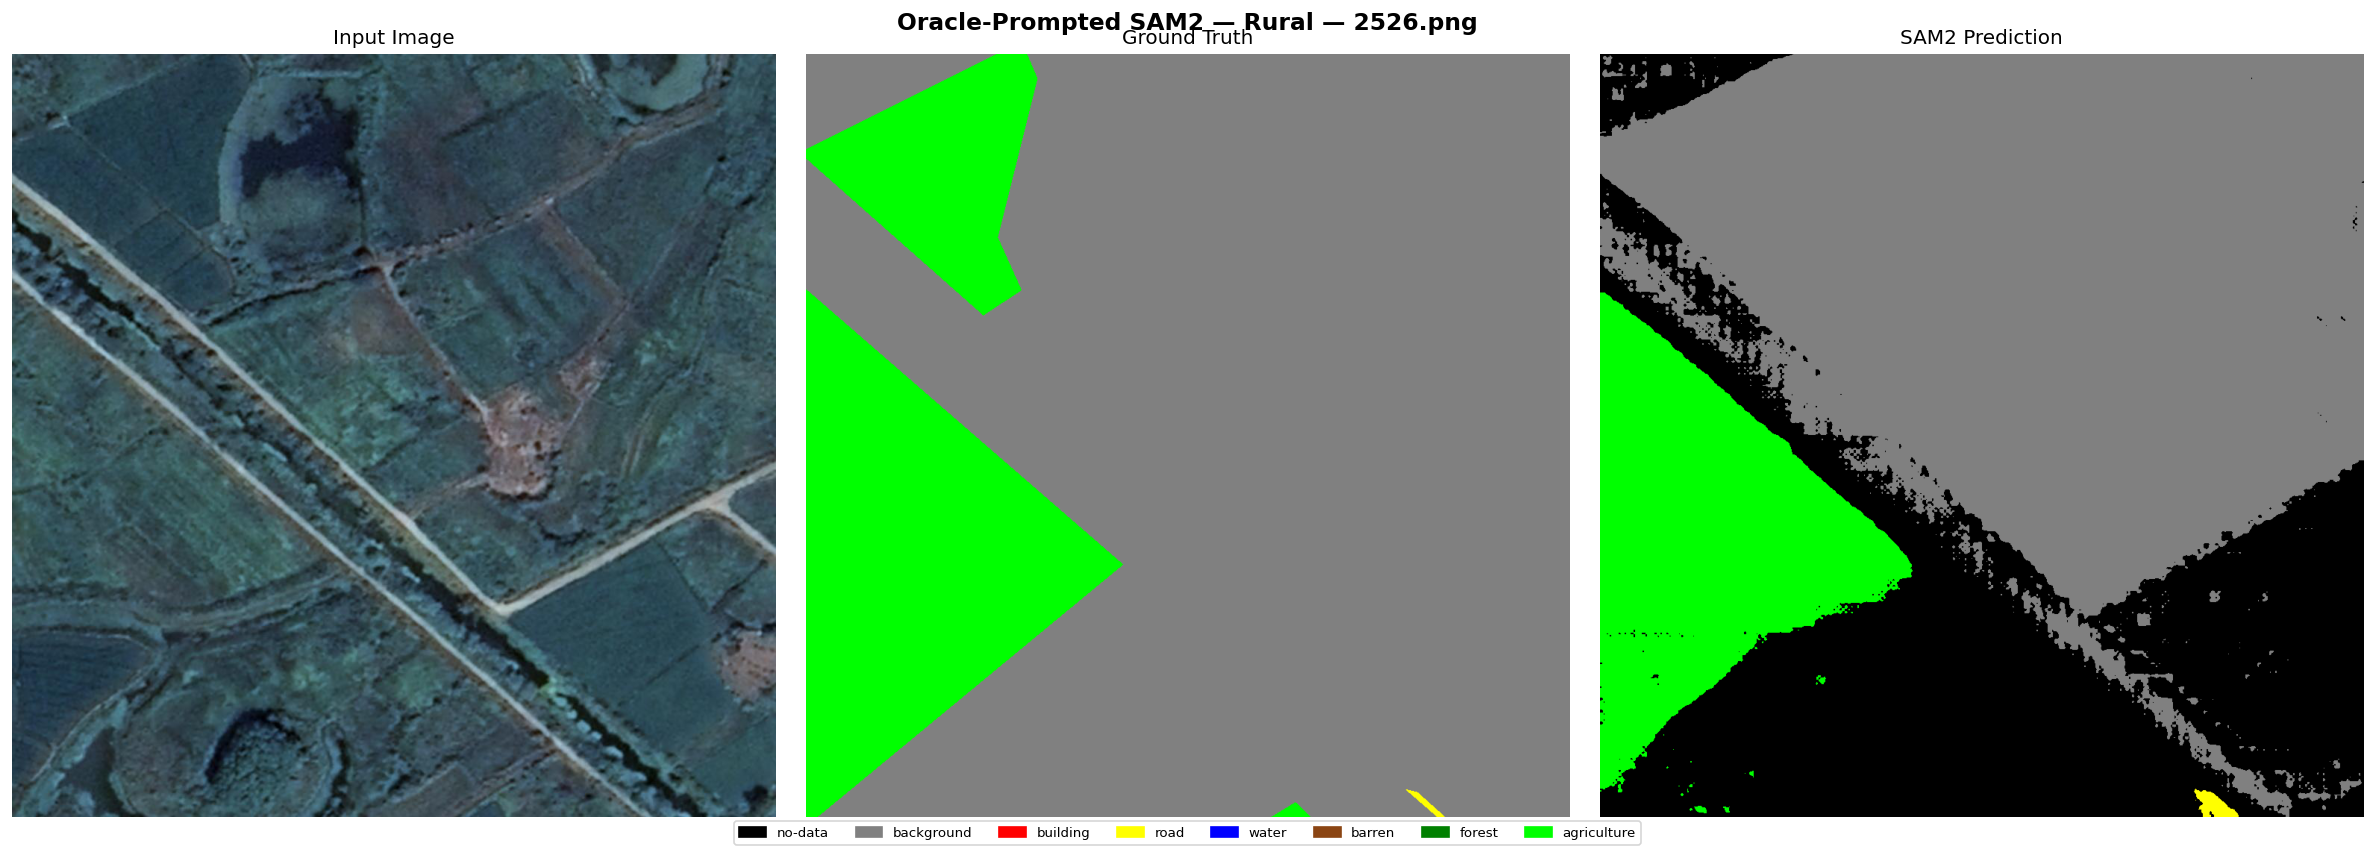 Oracle-Prompted SAM2 — Rural — 2526.png
Input Image
Ground Truth
SAM2 Prediction
no-data
background
building
road
water
barren
forest
agriculture